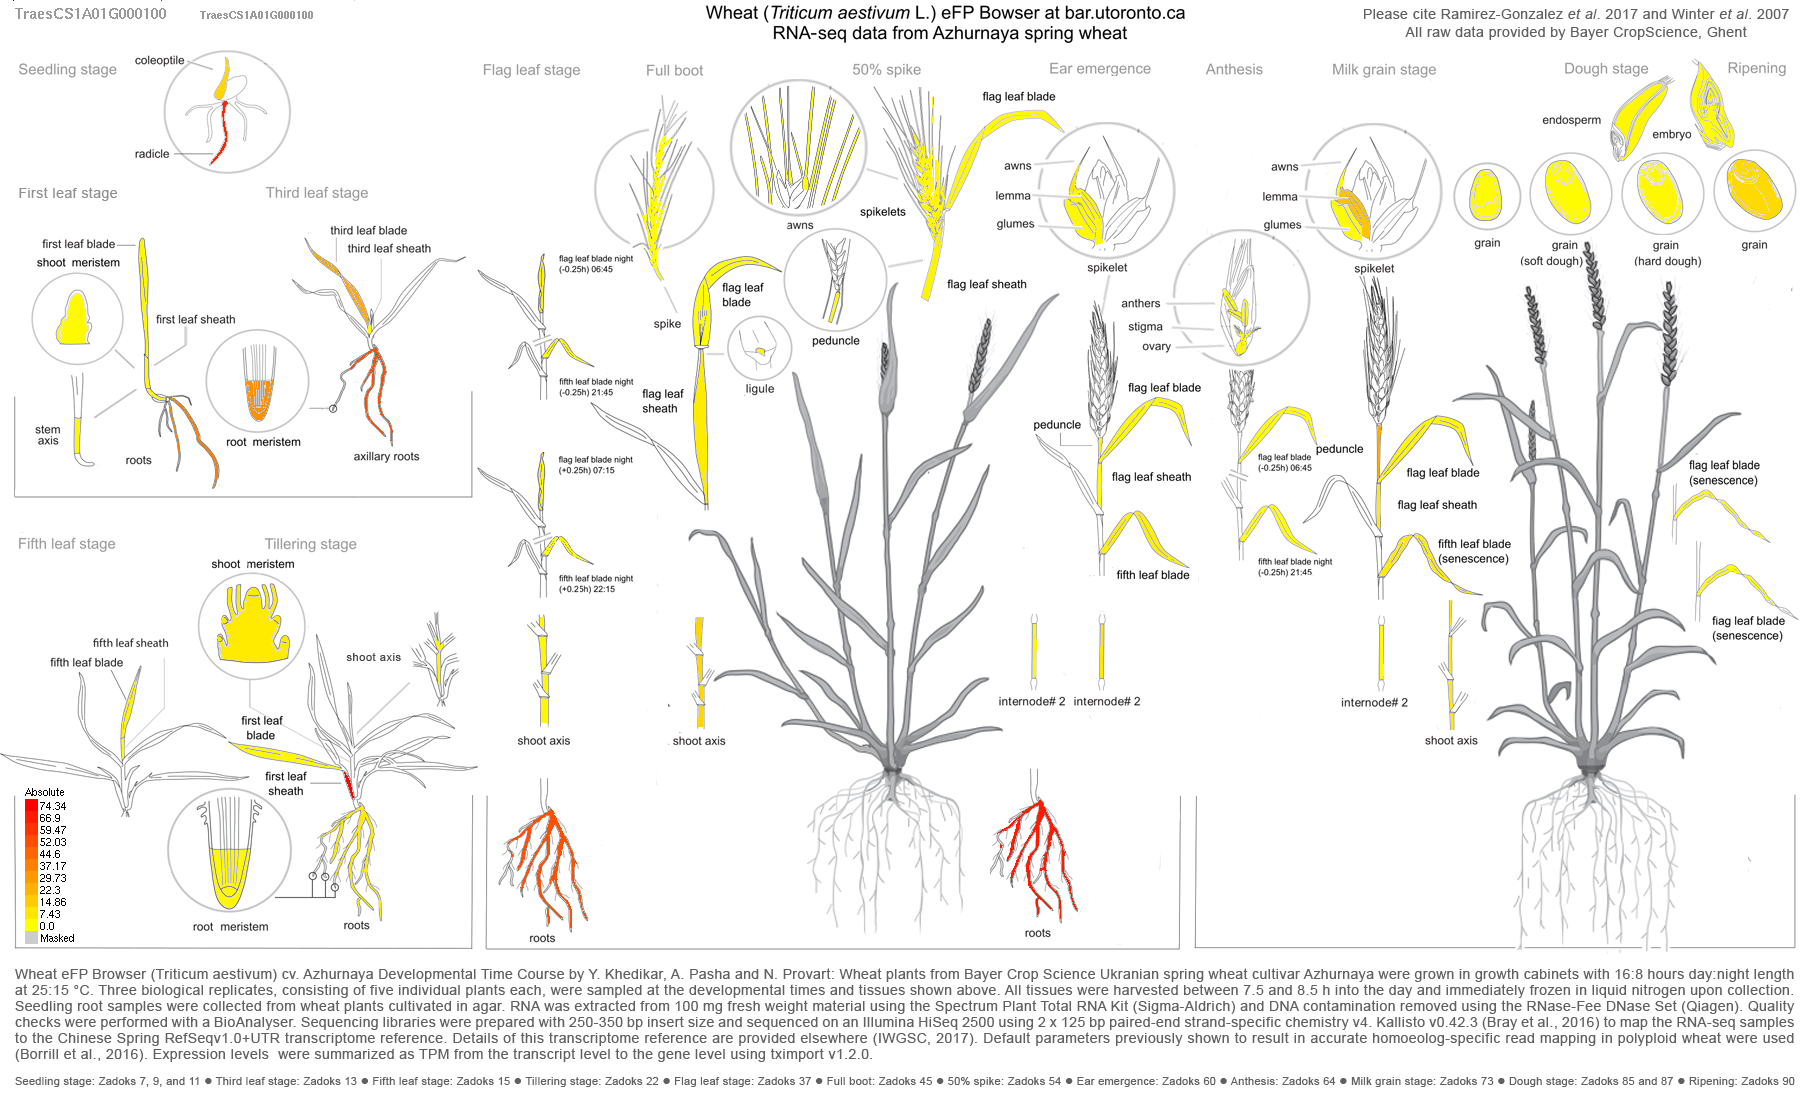 TraesCS1A01G000100
TraesCS1A01G000100
Wheat (Triticum aestivum L.) eFP Bowser at bar.utoronto.ca
RNA-seq data from Azhurnaya spring wheat
Please cite Ramirez-Gonzalez et al. 2017 and Winter et al. 2007
All raw data provided by Bayer CropScience, Ghent
Seedling stage
coleoptile
radicle
First leaf stage
first leaf blade
shoot meristem
first leaf sheath
stem
axis
roots
Third leaf stage
third leaf blade
third leaf sheath
root meristem
axillary roots
Fifth leaf stage
fifth leaf sheath
fifth leaf blade
Tillering stage
shoot meristem
shoot axis
first leaf
blade
first leaf
sheath
root meristem
roots
Absolute
74.34
66.9
59.47
52.03
44.6
37.17
29.73
22.3
14.86
7.43
0.0
Masked
Flag leaf stage
flag leaf blade night
(-0.25h) 06:45
fifth leaf blade night
(-0.25h) 21:45
flag leaf blade night
(+0.25h) 07:15
fifth leaf blade night
(+0.25h) 22:15
shoot axis
roots
Full boot
spike
flag leaf
blade
ligule
flag leaf
sheath
shoot axis
50% spike
awns
spikelets
flag leaf blade
flag leaf sheath
peduncle
Ear emergence
awns
lemma
glumes
spikelet
flag leaf blade
peduncle
flag leaf sheath
fifth leaf blade
internode# 2
internode# 2
roots
Anthesis
anthers
stigma
ovary
flag leaf blade
(-0.25h) 06:45
fifth leaf blade night
(-0.25h) 21:45
Milk grain stage
awns
lemma
glumes
spikelet
peduncle
flag leaf blade
flag leaf sheath
fifth leaf blade
(senescence)
internode# 2
shoot axis
grain
Dough stage
endosperm
embryo
grain
(soft dough)
grain
(hard dough)
Ripening
grain
flag leaf blade
(senescence)
fiag leaf blade
(senescence)
Wheat eFP Browser (Triticum aestivum) cv. Azhurnaya Developmental Time Course by Y. Khedikar, A. Pasha and N. Provart: Wheat plants from Bayer Crop Science Ukranian spring wheat cultivar Azhurnaya were grown in growth cabinets with 16:8 hours day:night length
at 25:15 °C. Three biological replicates, consisting of five individual plants each, were sampled at the developmental times and tissues shown above. All tissues were harvested between 7.5 and 8.5 h into the day and immediately frozen in liquid nitrogen upon collection.
Seedling root samples were collected from wheat plants cultivated in agar. RNA was extracted from 100 mg fresh weight material using the Spectrum Plant Total RNA Kit (Sigma-Aldrich) and DNA contamination removed using the RNase-Fee DNase Set (Qiagen). Quality
checks were performed with a BioAnalyser. Sequencing libraries were prepared with 250-350 bp insert size and sequenced on an Illumina HiSeq 2500 using 2 x 125 bp paired-end strand-specific chemistry v4. Kallisto v0.42.3 (Bray et al., 2016) to map the RNA-seq samples
to the Chinese Spring RefSeqv1.0+UTR transcriptome reference. Details of this transcriptome reference are provided elsewhere (IWGSC, 2017). Default parameters previously shown to result in accurate homoeolog-specific read mapping in polyploid wheat were used
(Borrill et al., 2016). Expression levels were summarized as TPM from the transcript level to the gene level using tximport v1.2.0.
Seedling stage: Zadoks 7, 9, and 11 ● Third leaf stage: Zadoks 13 ● Fifth leaf stage: Zadoks 15 ● Tillering stage: Zadoks 22 ● Flag leaf stage: Zadoks 37 ● Full boot: Zadoks 45 ● 50% spike: Zadoks 54 ● Ear emergence: Zadoks 60 ● Anthesis: Zadoks 64 ● Milk grain stage: Zadoks 73 ● Dough stage: Zadoks 85 and 87 ● Ripening: Zadoks 90